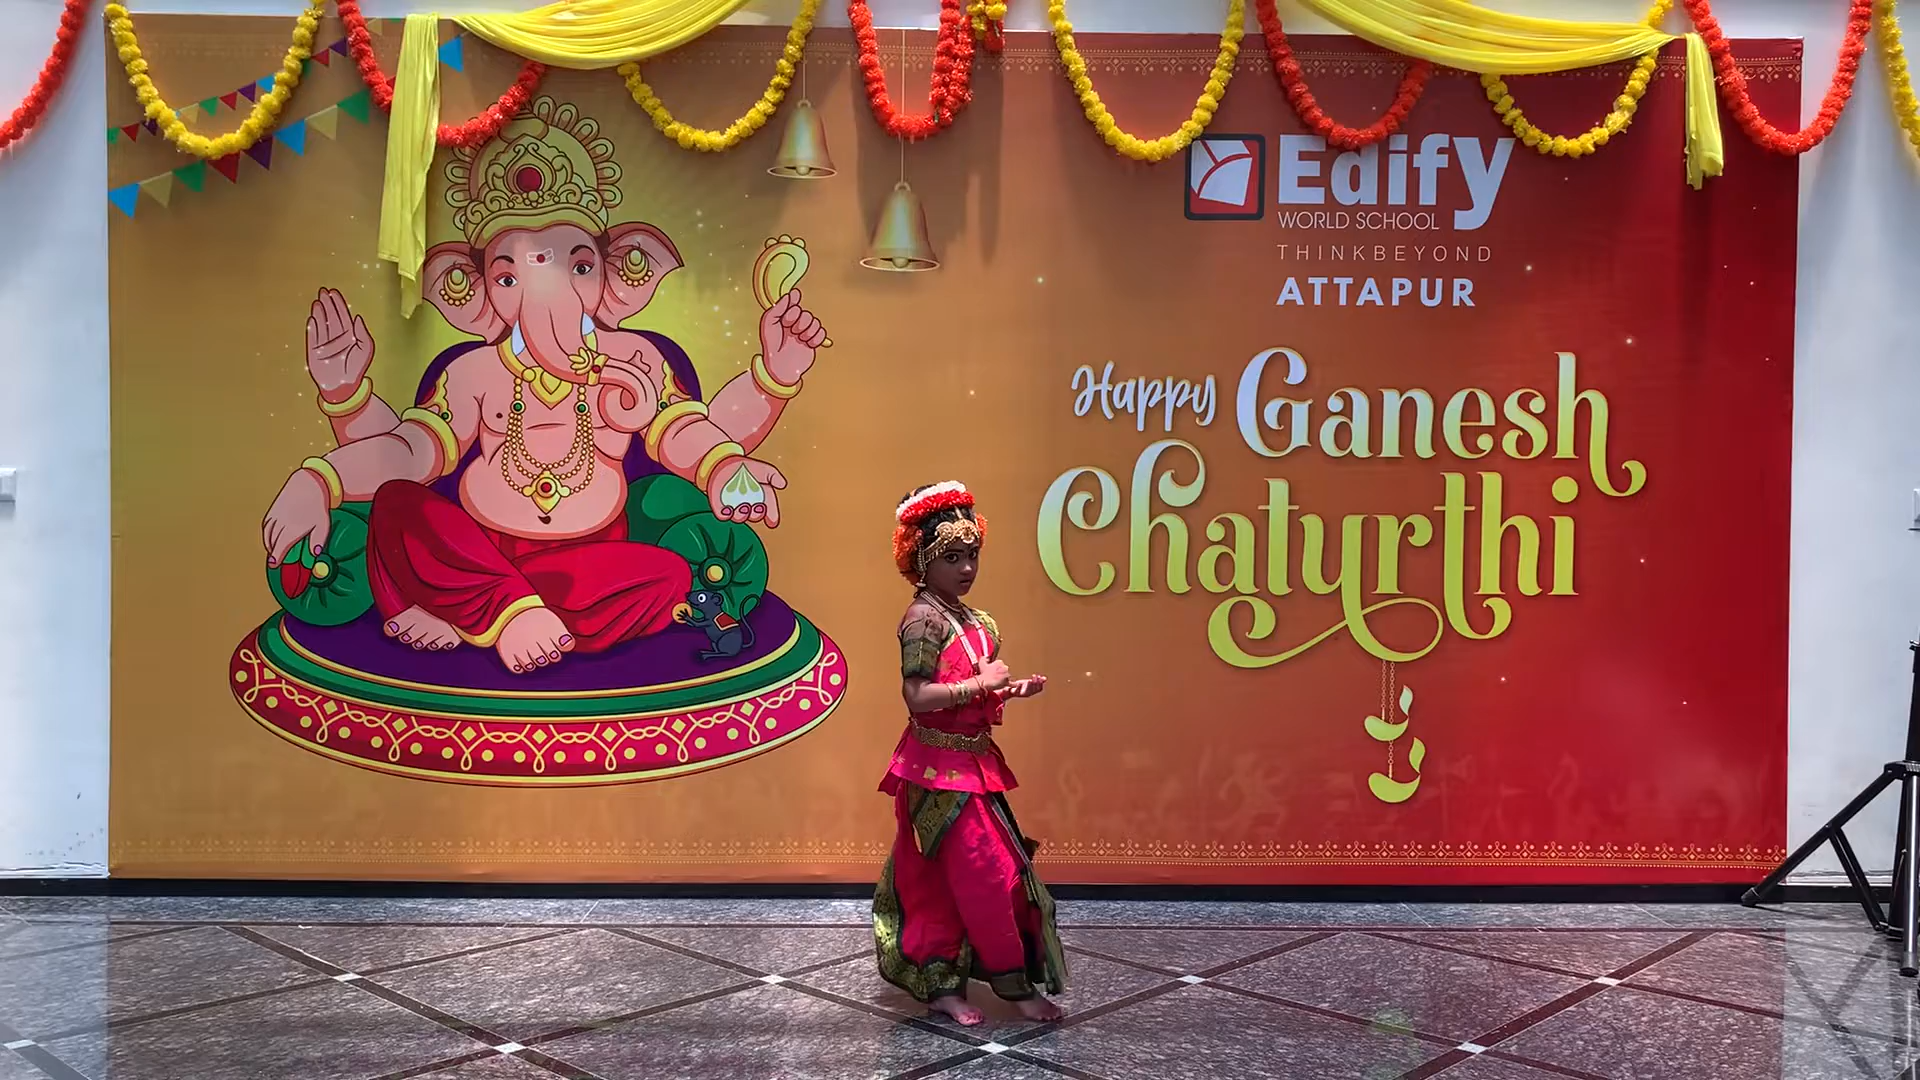 Edify
WORLD SCHOOL
THINKBEYOND
ATTAPUR
Happy Ganesh
Chaturthi